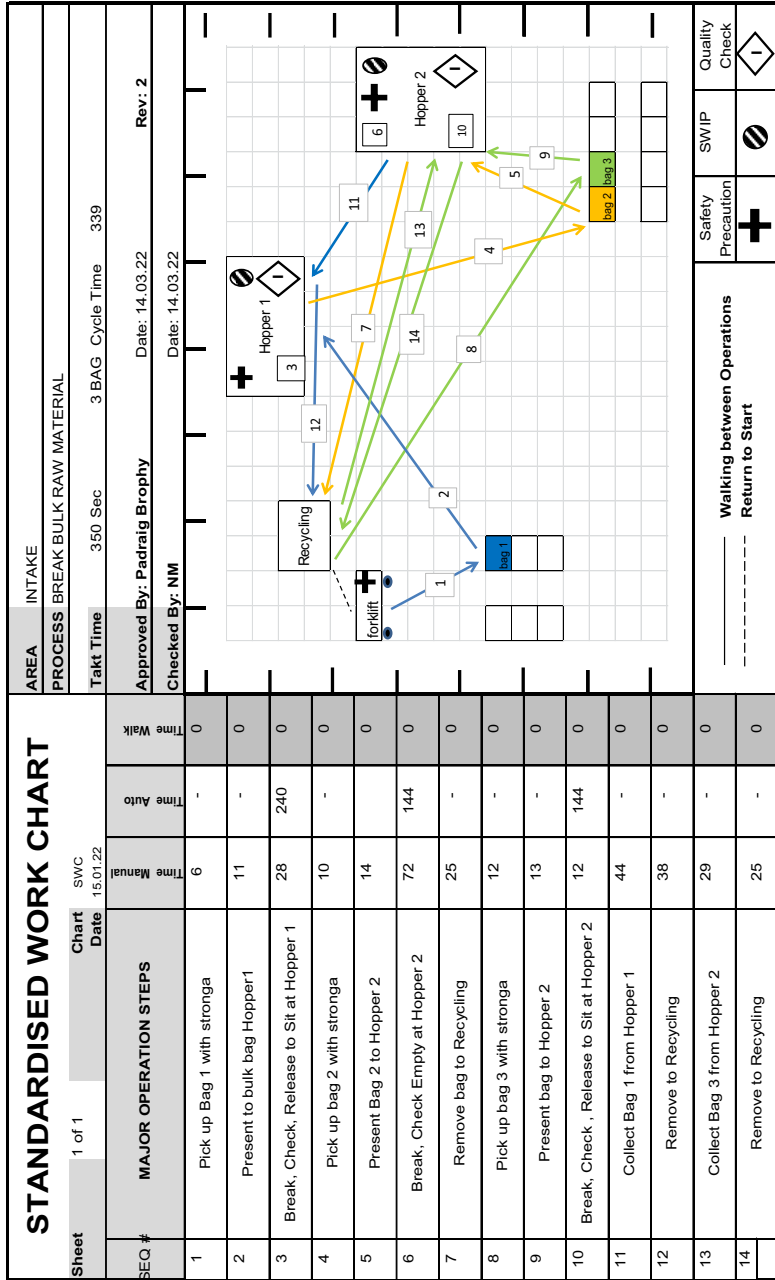 STANDARDISED WORK CHART
Sheet 1 of 1 Chart SWC
Date 15.01.22
SEQ # MAJOR OPERATION STEPS Time Manual Time Auto Time Walk
1 Pick up Bag 1 with stronga 6 - 0
2 Present to bulk bag Hopper1 11 - 0
3 Break, Check, Release to Sit at Hopper 1 28 240 0
4 Pick up bag 2 with stronga 10 - 0
5 Present Bag 2 to Hopper 2 14 0
6 Break, Check Empty at Hopper 2 72 144 0
7 Remove bag to Recycling 25 - 0
8 Pick up bag 3 with stronga 12 - 0
9 Present bag to Hopper 2 13 - 0
10 Break, Check , Release to Sit at Hopper 2 12 144 0
11 Collect Bag 1 from Hopper 1 44 - 0
12 Remove to Recycling 38 - 0
13 Collect Bag 3 from Hopper 2 29 - 0
14 Remove to Recycling 25 - 0
AREA INTAKE
PROCESS BREAK BULK RAW MATERIAL
Takt Time 350 Sec 3 BAG Cycle Time 339
Approved By: Padraig Brophy Date: 14.03.22 Rev: 2
Checked By: NM Date: 14.03.22
Hopper 1
3
Hopper 2
6
10
Recycling
forklift
bag 1
bag 2
bag 3
1
2
4
5
7
8
9
11
12
13
14
Walking between Operations
Return to Start
Safety Precaution
SWIP
Quality Check